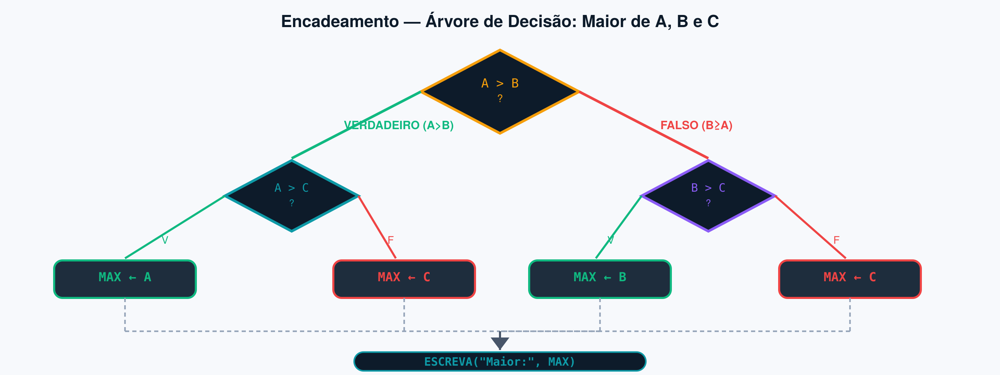 Encadeamento — Árvore de Decisão: Maior de A, B e C
A > B
?
VERDADEIRO (A>B)
FALSO (B≥A)
A > C
?
B > C
?
V
F
V
F
MAX ← A
MAX ← C
MAX ← B
MAX ← C
ESCREVA("Maior:", MAX)